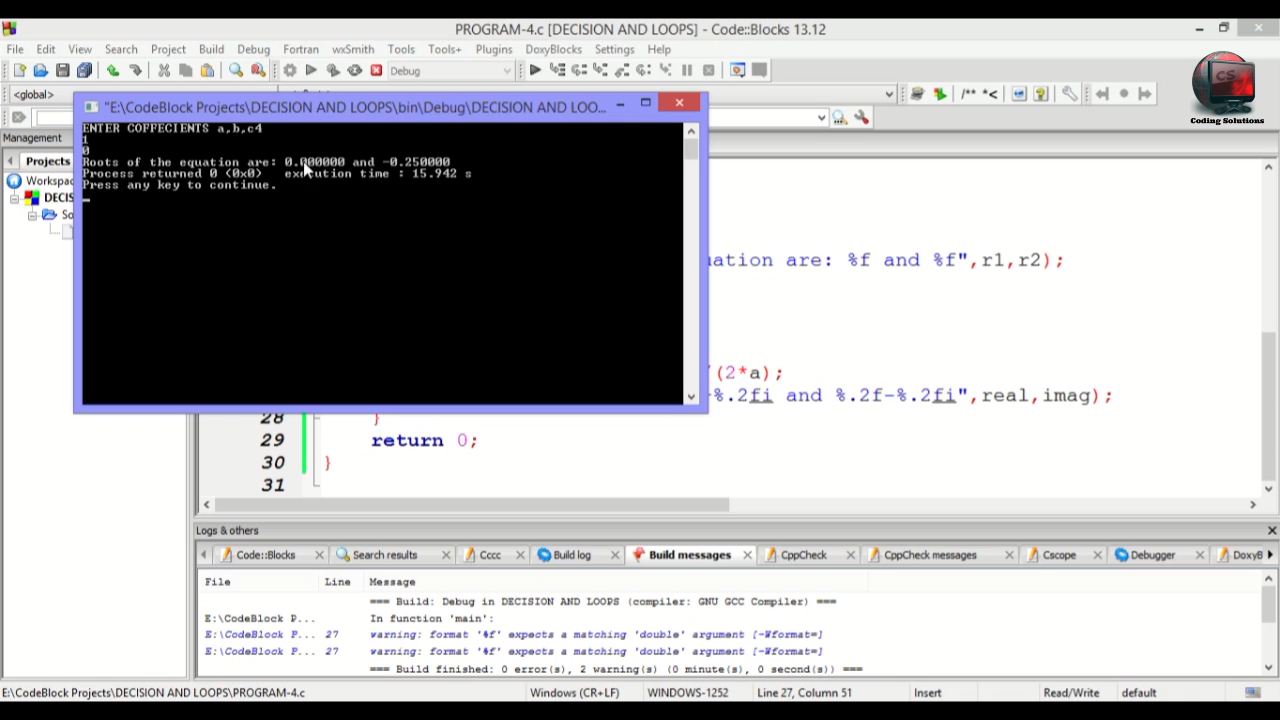 PROGRAM-4.c [DECISION AND LOOPS] - Code::Blocks 13.12
File Edit View Search Project Build Debug Fortran wxSmith Tools Tools+ Plugins DoxyBlocks Settings Help
Debug
<global>
/** *<
CS
Coding Solutions
"E:\CodeBlock Projects\DECISION AND LOOPS\bin\Debug\DECISION AND LOO...
ENTER COFFECIENTS a,b,c4
1
0
Roots of the equation are: 0.000000 and -0.250000
Process returned 0 (0x0) execution time : 15.942 s
Press any key to continue.
Management
Projects
Workspac
DECIS
So
uation are: %f and %f",r1,r2);
(2*a);
%.2fi and %.2f-%.2fi",real,imag);
28 }
29 return 0;
30 }
31
Logs & others
Code::Blocks Search results Cccc Build log Build messages CppCheck CppCheck messages Cscope Debugger DoxyB
File Line Message
=== Build: Debug in DECISION AND LOOPS (compiler: GNU GCC Compiler) ===
E:\CodeBlock P... In function 'main':
E:\CodeBlock P... 27 warning: format '%f' expects a matching 'double' argument [-Wformat=]
E:\CodeBlock P... 27 warning: format '%f' expects a matching 'double' argument [-Wformat=]
=== Build finished: 0 error(s), 2 warning(s) (0 minute(s), 0 second(s)) ===
E:\CodeBlock Projects\DECISION AND LOOPS\PROGRAM-4.c Windows (CR+LF) WINDOWS-1252 Line 27, Column 51 Insert Read/Write default